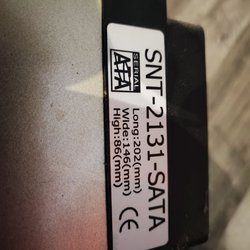 SERIAL
ATA
SNT-2131-SATA
Long:202(mm)
Wide:146(mm)
High:86(mm)
CE